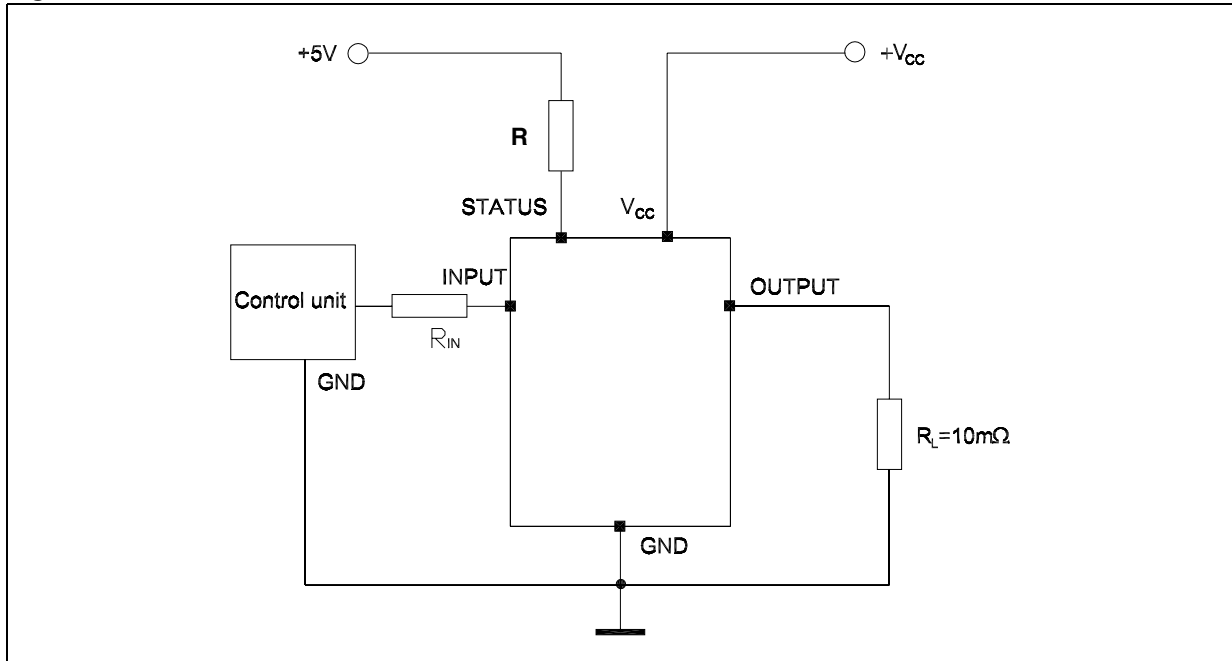 +5V
+VCC
R
STATUS
VCC
INPUT
OUTPUT
Control unit
RIN
GND
RL=10mΩ
GND